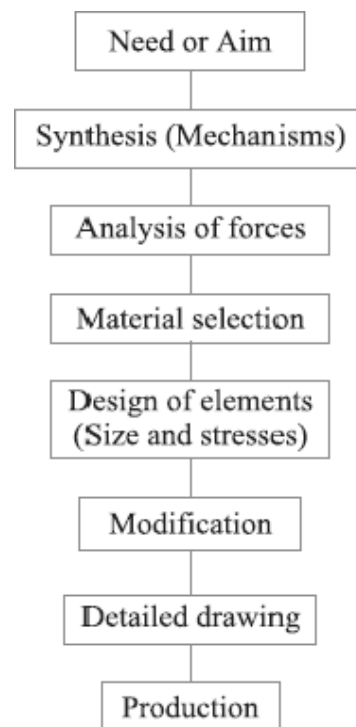 Need or Aim
Synthesis (Mechanisms)
Analysis of forces
Material selection
Design of elements
(Size and stresses)
Modification
Detailed drawing
Production